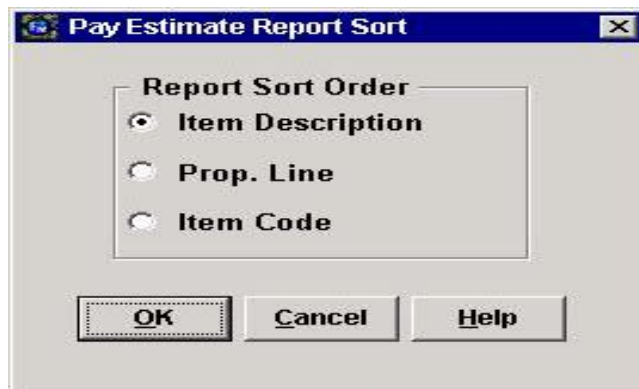 Pay Estimate Report Sort
Report Sort Order
Item Description
Prop. Line
Item Code
OK Cancel Help